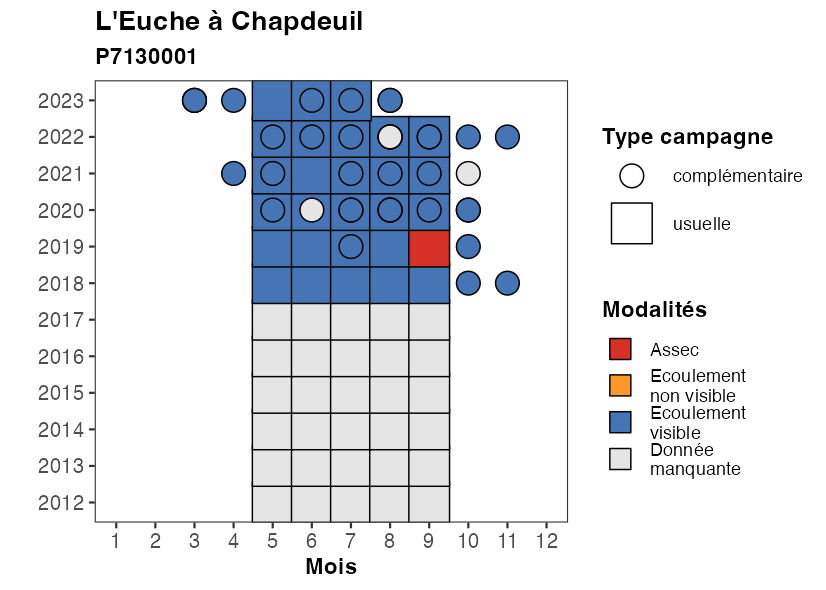 L'Euche à Chapdeuil
P7130001
2023
2022
2021
2020
2019
2018
2017
2016
2015
2014
2013
2012
1 2 3 4 5 6 7 8 9 10 11 12
Mois
Type campagne
complémentaire
usuelle
Modalités
Assec
Ecoulement
non visible
Ecoulement
visible
Donnée
manquante